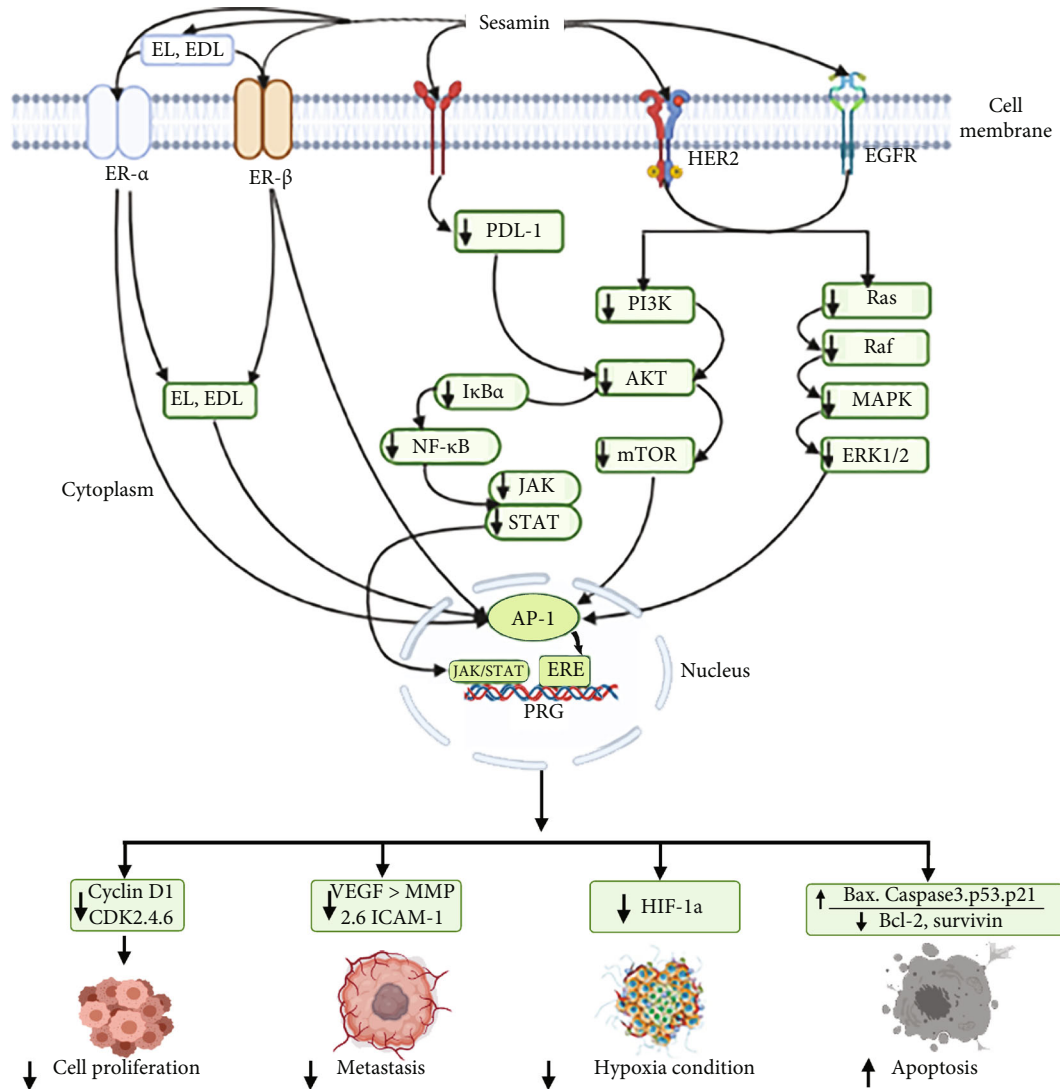 Sesamin
EL, EDL
Cell
membrane
ER-α
ER-β
HER2
EGFR
PDL-1
PI3K
Ras
Raf
AKT
IκBα
MAPK
EL, EDL
NF-κB
mTOR
ERK1/2
Cytoplasm
JAK
STAT
AP-1
Nucleus
JAK/STAT
ERE
PRG
Cyclin D1
CDK2.4.6
VEGF > MMP
2.6 ICAM-1
HIF-1a
Bax. Caspase3.p53.p21
Bcl-2, survivin
Cell proliferation
Metastasis
Hypoxia condition
Apoptosis